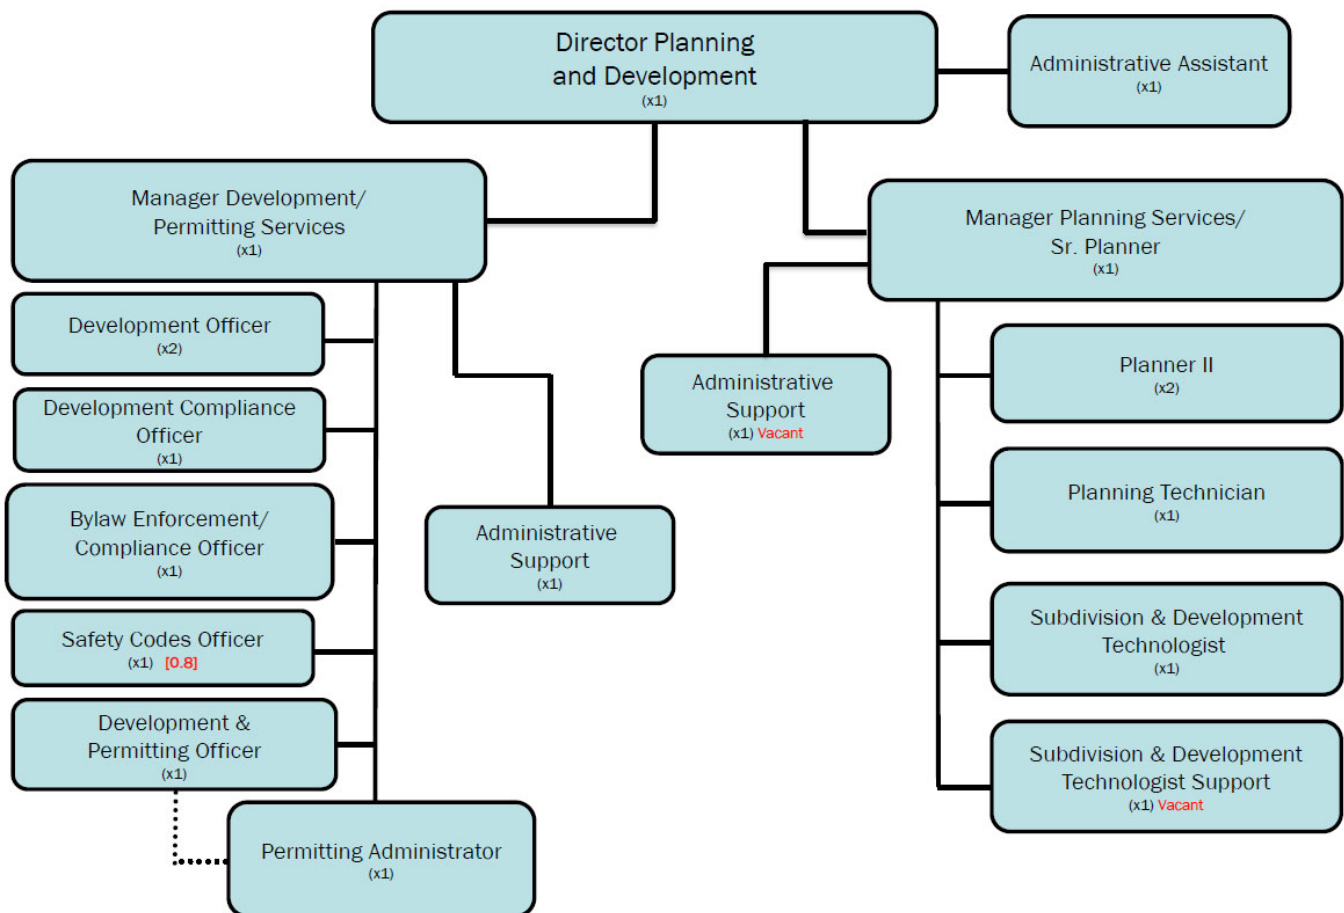 Director Planning
and Development
(x1)
Administrative Assistant
(x1)
Manager Development/
Permitting Services
(x1)
Manager Planning Services/
Sr. Planner
(x1)
Development Officer
(x2)
Development Compliance
Officer
(x1)
Bylaw Enforcement/
Compliance Officer
(x1)
Safety Codes Officer
(x1) [0.8]
Development &
Permitting Officer
(x1)
Permitting Administrator
(x1)
Administrative
Support
(x1)
Administrative
Support
(x1) Vacant
Planner II
(x2)
Planning Technician
(x1)
Subdivision & Development
Technologist
(x1)
Subdivision & Development
Technologist Support
(x1) Vacant